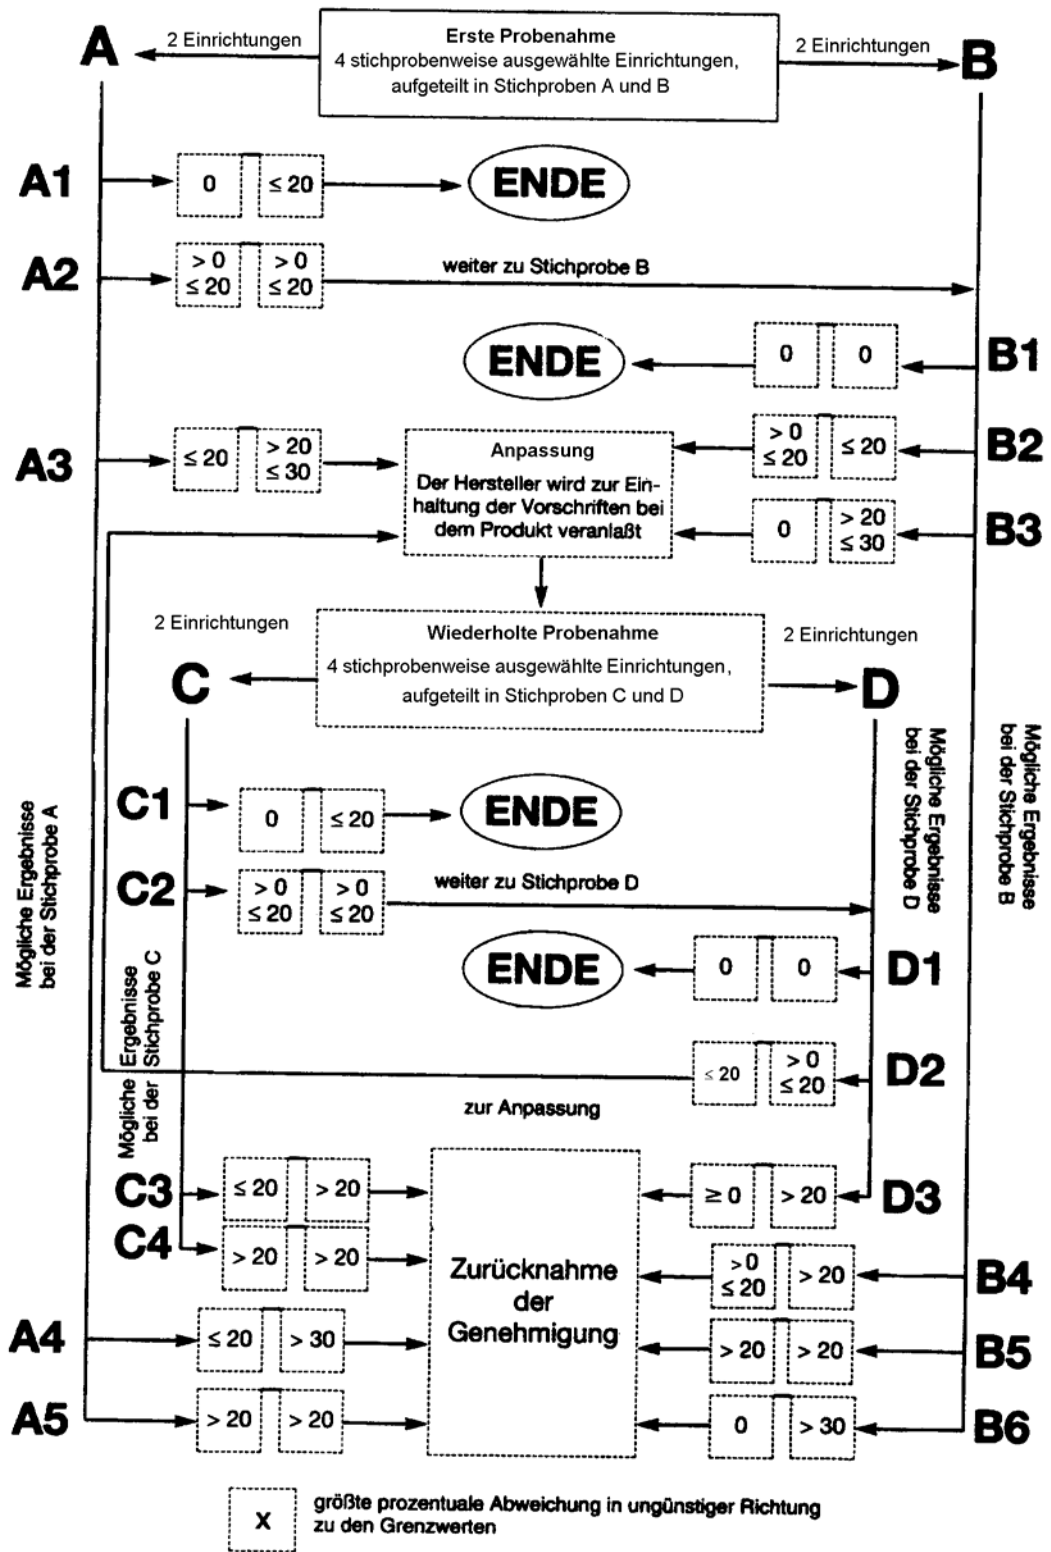 Erste Probenahme
4 stichprobenweise ausgewählte Einrichtungen,
aufgeteilt in Stichproben A und B
A
2 Einrichtungen
2 Einrichtungen
B
A1
0
≤ 20
ENDE
A2
> 0
≤ 20
> 0
≤ 20
weiter zu Stichprobe B
ENDE
0
0
B1
A3
≤ 20
> 20
≤ 30
Anpassung
Der Hersteller wird zur Ein-
haltung der Vorschriften bei
dem Produkt veranlaßt
> 0
≤ 20
≤ 20
B2
0
> 20
≤ 30
B3
2 Einrichtungen
Wiederholte Probenahme
4 stichprobenweise ausgewählte Einrichtungen,
aufgeteilt in Stichproben C und D
2 Einrichtungen
C
D
C1
0
≤ 20
ENDE
C2
> 0
≤ 20
> 0
≤ 20
weiter zu Stichprobe D
Mögliche Ergebnisse
bei der Stichprobe A
Mögliche Ergebnisse
bei der Stichprobe C
Mögliche Ergebnisse
bei der Stichprobe D
Mögliche Ergebnisse
bei der Stichprobe B
ENDE
0
0
D1
≤ 20
> 0
≤ 20
D2
zur Anpassung
C3
≤ 20
> 20
≥ 0
> 20
D3
C4
> 20
> 20
Zurücknahme
der
Genehmigung
> 0
≤ 20
> 20
B4
A4
≤ 20
> 30
> 20
> 20
B5
A5
> 20
> 20
0
> 30
B6
X
größte prozentuale Abweichung in ungünstiger Richtung
zu den Grenzwerten